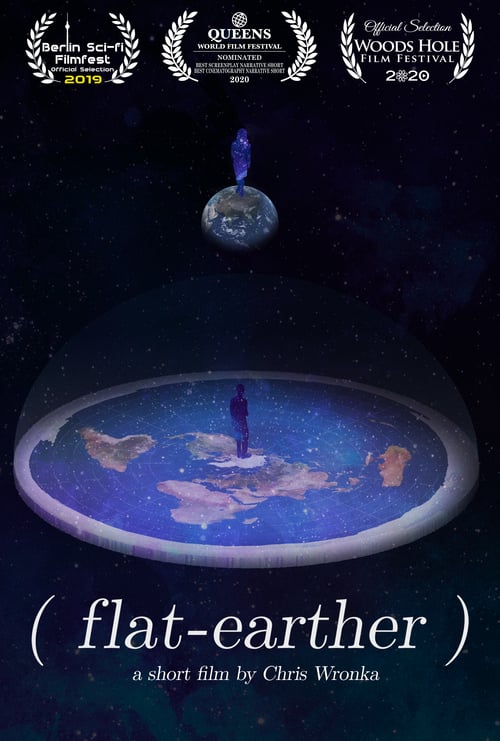 Berlin Sci-fi
Filmfest
Official Selection
2019
QUEENS
WORLD FILM FESTIVAL
NOMINATED
BEST SCREENPLAY NARRATIVE SHORT
BEST CINEMATOGRAPHY NARRATIVE SHORT
2020
Official Selection
WOODS HOLE
FILM FESTIVAL
2020
( flat-earther )
a short film by Chris Wronka